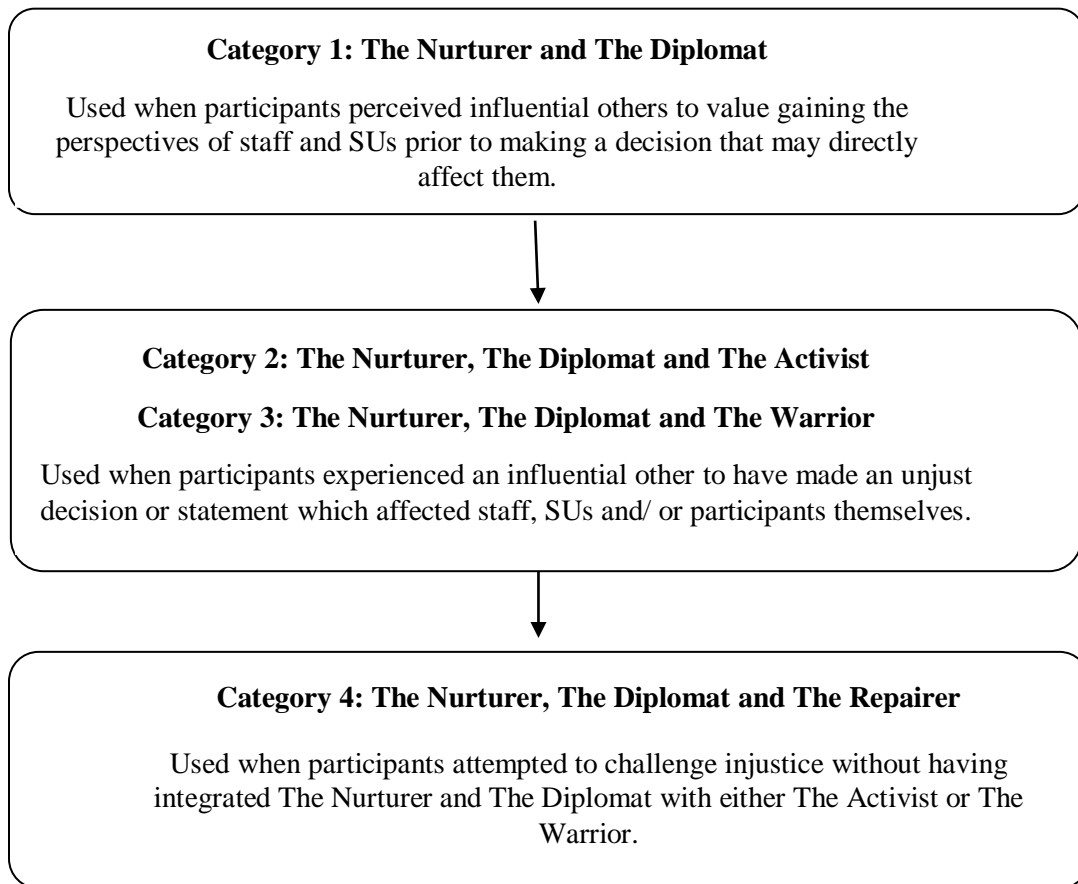 Category 1: The Nurturer and The Diplomat
Used when participants perceived influential others to value gaining the
perspectives of staff and SUs prior to making a decision that may directly
affect them.
Category 2: The Nurturer, The Diplomat and The Activist
Category 3: The Nurturer, The Diplomat and The Warrior
Used when participants experienced an influential other to have made an unjust
decision or statement which affected staff, SUs and/ or participants themselves.
Category 4: The Nurturer, The Diplomat and The Repairer
Used when participants attempted to challenge injustice without having
integrated The Nurturer and The Diplomat with either The Activist or The
Warrior.